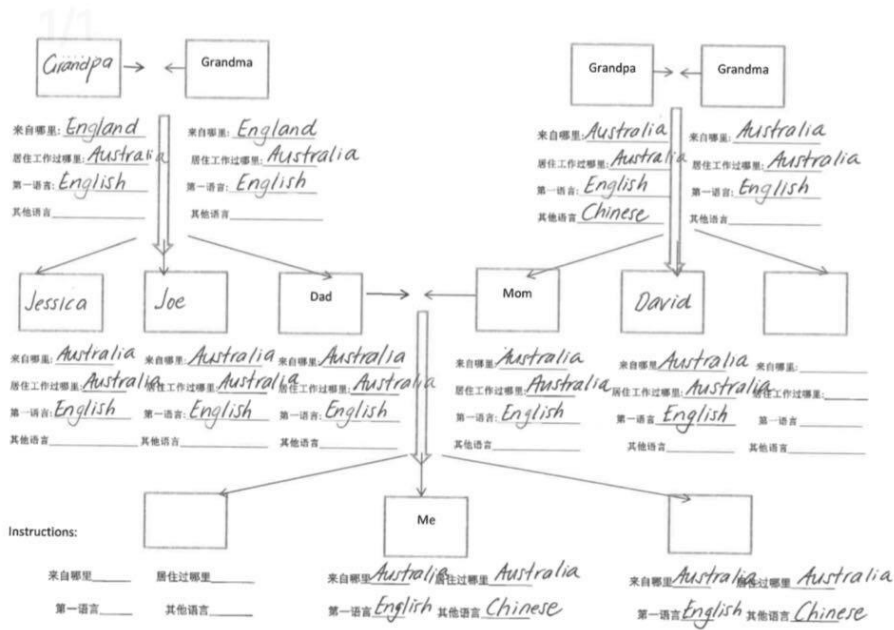 1/1
Grandpa Grandma Grandpa Grandma
来自哪里: England 来自哪里: England 来自哪里: Australia 来自哪里: Australia
居住工作过哪里: Australia 居住工作过哪里: Australia 居住工作过哪里: Australia 居住工作过哪里: Australia
第一语言: English 第一语言: English 第一语言: English 第一语言: English
其他语言 其他语言 其他语言 Chinese 其他语言
Jessica Joe Dad Mom David
来自哪里: Australia 来自哪里: Australia 来自哪里: Australia 来自哪里: Australia 来自哪里 Australia 来自哪里:
居住工作过哪里: Australia 居住工作过哪里: Australia 居住工作过哪里: Australia 居住工作过哪里: Australia 居住工作过哪里: Australia 居住工作过哪里:
第一语言: English 第一语言: English 第一语言: English 第一语言: English 第一语言 English 第一语言
其他语言 其他语言 其他语言 其他语言 其他语言 其他语言
Me
Instructions:
来自哪里 居住过哪里 来自哪里 Australia 居住过哪里 Australia 来自哪里 Australia 居住过哪里 Australia
第一语言 其他语言 第一语言 English 其他语言 Chinese 第一语言 English 其他语言 Chinese